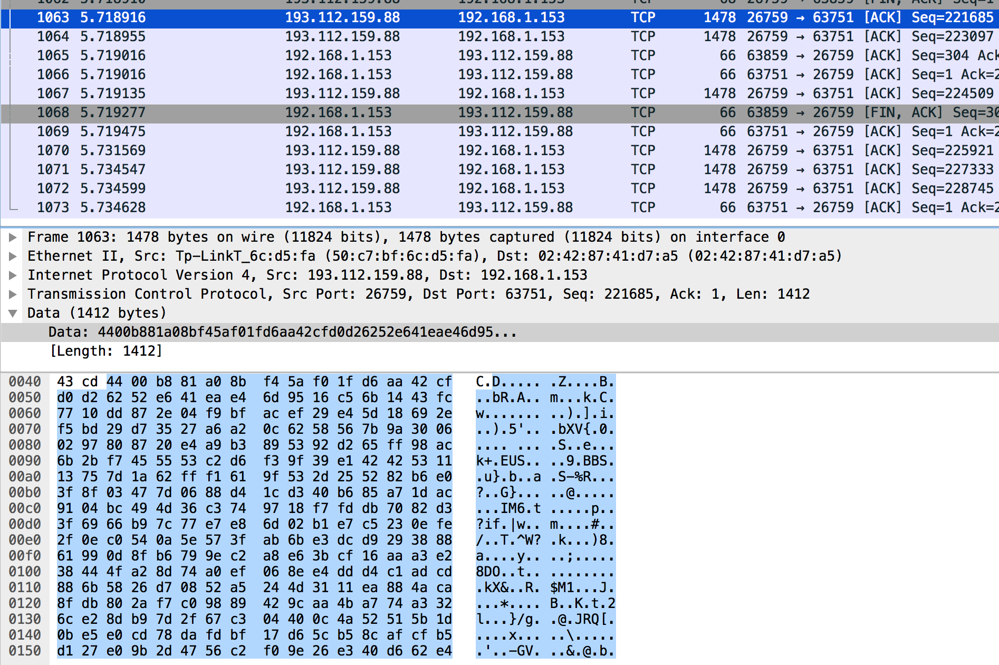 1062 5.718910 193.112.159.88 192.168.1.153 TCP 68 26759 → 63859 [FIN, ACK] Seq=1
1063 5.718916 193.112.159.88 192.168.1.153 TCP 1478 26759 → 63751 [ACK] Seq=221685
1064 5.718955 193.112.159.88 192.168.1.153 TCP 1478 26759 → 63751 [ACK] Seq=223097
1065 5.719016 192.168.1.153 193.112.159.88 TCP 66 63859 → 26759 [ACK] Seq=304 Ack
1066 5.719016 192.168.1.153 193.112.159.88 TCP 66 63751 → 26759 [ACK] Seq=1 Ack=2
1067 5.719135 193.112.159.88 192.168.1.153 TCP 1478 26759 → 63751 [ACK] Seq=224509
1068 5.719277 192.168.1.153 193.112.159.88 TCP 66 63859 → 26759 [FIN, ACK] Seq=30
1069 5.719475 192.168.1.153 193.112.159.88 TCP 66 63751 → 26759 [ACK] Seq=1 Ack=2
1070 5.731569 193.112.159.88 192.168.1.153 TCP 1478 26759 → 63751 [ACK] Seq=225921
1071 5.734547 193.112.159.88 192.168.1.153 TCP 1478 26759 → 63751 [ACK] Seq=227333
1072 5.734599 193.112.159.88 192.168.1.153 TCP 1478 26759 → 63751 [ACK] Seq=228745
1073 5.734628 192.168.1.153 193.112.159.88 TCP 66 63751 → 26759 [ACK] Seq=1 Ack=2
Frame 1063: 1478 bytes on wire (11824 bits), 1478 bytes captured (11824 bits) on interface 0
Ethernet II, Src: Tp-LinkT_6c:d5:fa (50:c7:bf:6c:d5:fa), Dst: 02:42:87:41:d7:a5 (02:42:87:41:d7:a5)
Internet Protocol Version 4, Src: 193.112.159.88, Dst: 192.168.1.153
Transmission Control Protocol, Src Port: 26759, Dst Port: 63751, Seq: 221685, Ack: 1, Len: 1412
Data (1412 bytes)
Data: 4400b881a08bf45af01fd6aa42cfd0d26252e641eae46d95...
[Length: 1412]
0040 43 cd 44 00 b8 81 a0 8b f4 5a f0 1f d6 aa 42 cf C.D..... .Z....B.
0050 d0 d2 62 52 e6 41 ea e4 6d 95 16 c5 6b 14 43 fc ..bR.A.. m...k.C.
0060 77 10 dd 87 2e 04 f9 bf ac ef 29 e4 5d 18 69 2e w....... ..).].i.
0070 f5 bd 29 d7 35 27 a6 a2 0c 62 58 56 7b 9a 30 06 ..).5'.. .bXV{.0.
0080 02 97 80 87 20 e4 a9 b3 89 53 92 d2 65 ff 98 ac .... ... .S..e...
0090 6b 2b f7 45 55 53 c2 d6 f3 9f 39 e1 42 42 53 11 k+.EUS.. ..9.BBS.
00a0 13 75 7d 1a 62 ff f1 61 9f 53 2d 25 52 82 b6 e0 .u}.b..a .S-%R...
00b0 3f 8f 03 47 7d 06 88 d4 1c d3 40 b6 85 a7 1d ac ?..G}... ..@.....
00c0 91 04 bc 49 4d 36 c3 74 97 18 f7 fd db 70 82 d3 ...IM6.t .....p..
00d0 3f 69 66 b9 7c 77 e7 e8 6d 02 b1 e7 c5 23 0e fe ?if.|w.. m....#..
00e0 2f 0e c0 54 0a 5e 57 3f ab 6b e3 dc d9 29 38 88 /..T.^W? .k...)8.
00f0 61 99 0d 8f b6 79 9e c2 a8 e6 3b cf 16 aa a3 e2 a....y.. ..;.....
0100 38 44 4f a2 8d 74 a0 ef 06 8e e4 dd d4 c1 ad cd 8DO..t.. ........
0110 88 6b 58 26 d7 08 52 a5 24 4d 31 11 ea 88 4a ca .kX&..R. $M1...J.
0120 8f db 80 2a f7 c0 98 89 42 9c aa 4b a7 74 a3 32 ...*.... B..K.t.2
0130 6c e2 8d b9 7d 2f 67 c3 04 40 0c 4a 52 51 5b 1d l...}/g. .@.JRQ[.
0140 0b e5 e0 cd 78 da fd bf 17 d6 5c b5 8c af cf b5 ....x... ..\.....
0150 d1 27 e0 9b 2d 47 56 c2 f0 9e 26 e3 40 d6 62 e4 .'..-GV. ..&.@.b.